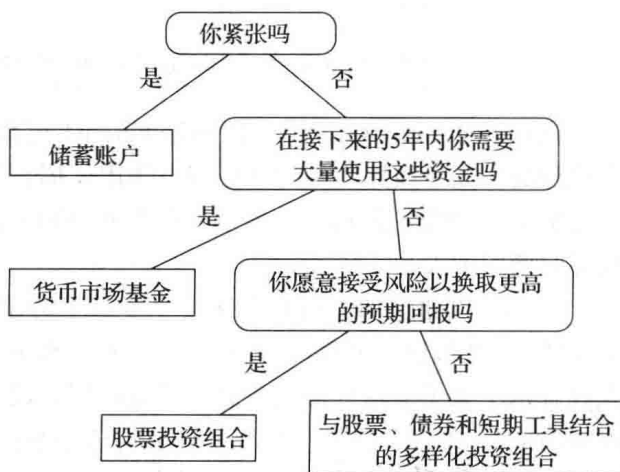 你紧张吗
是
否
储蓄账户
在接下来的5年内你需要
大量使用这些资金吗
是
否
货币市场基金
你愿意接受风险以换取更高
的预期回报吗
是
否
股票投资组合
与股票、债券和短期工具结合
的多样化投资组合